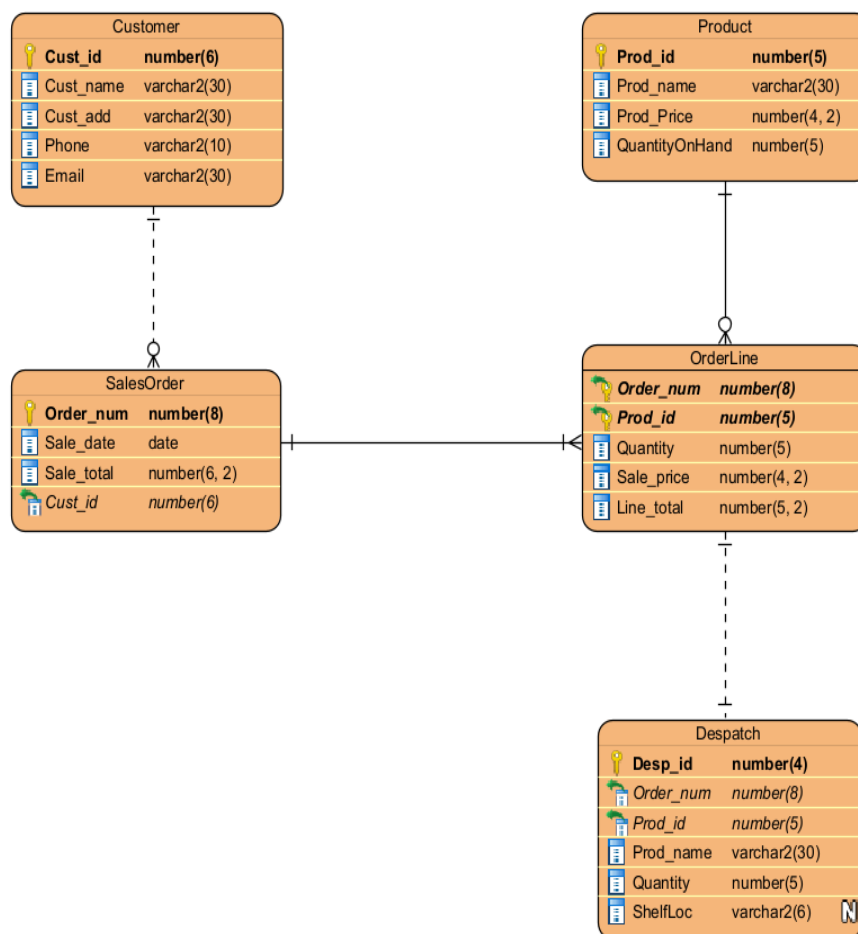 Customer
Cust_id number(6)
Cust_name varchar2(30)
Cust_add varchar2(30)
Phone varchar2(10)
Email varchar2(30)
Product
Prod_id number(5)
Prod_name varchar2(30)
Prod_Price number(4, 2)
QuantityOnHand number(5)
SalesOrder
Order_num number(8)
Sale_date date
Sale_total number(6, 2)
Cust_id number(6)
OrderLine
Order_num number(8)
Prod_id number(5)
Quantity number(5)
Sale_price number(4, 2)
Line_total number(5, 2)
Despatch
Desp_id number(4)
Order_num number(8)
Prod_id number(5)
Prod_name varchar2(30)
Quantity number(5)
ShelfLoc varchar2(6) N